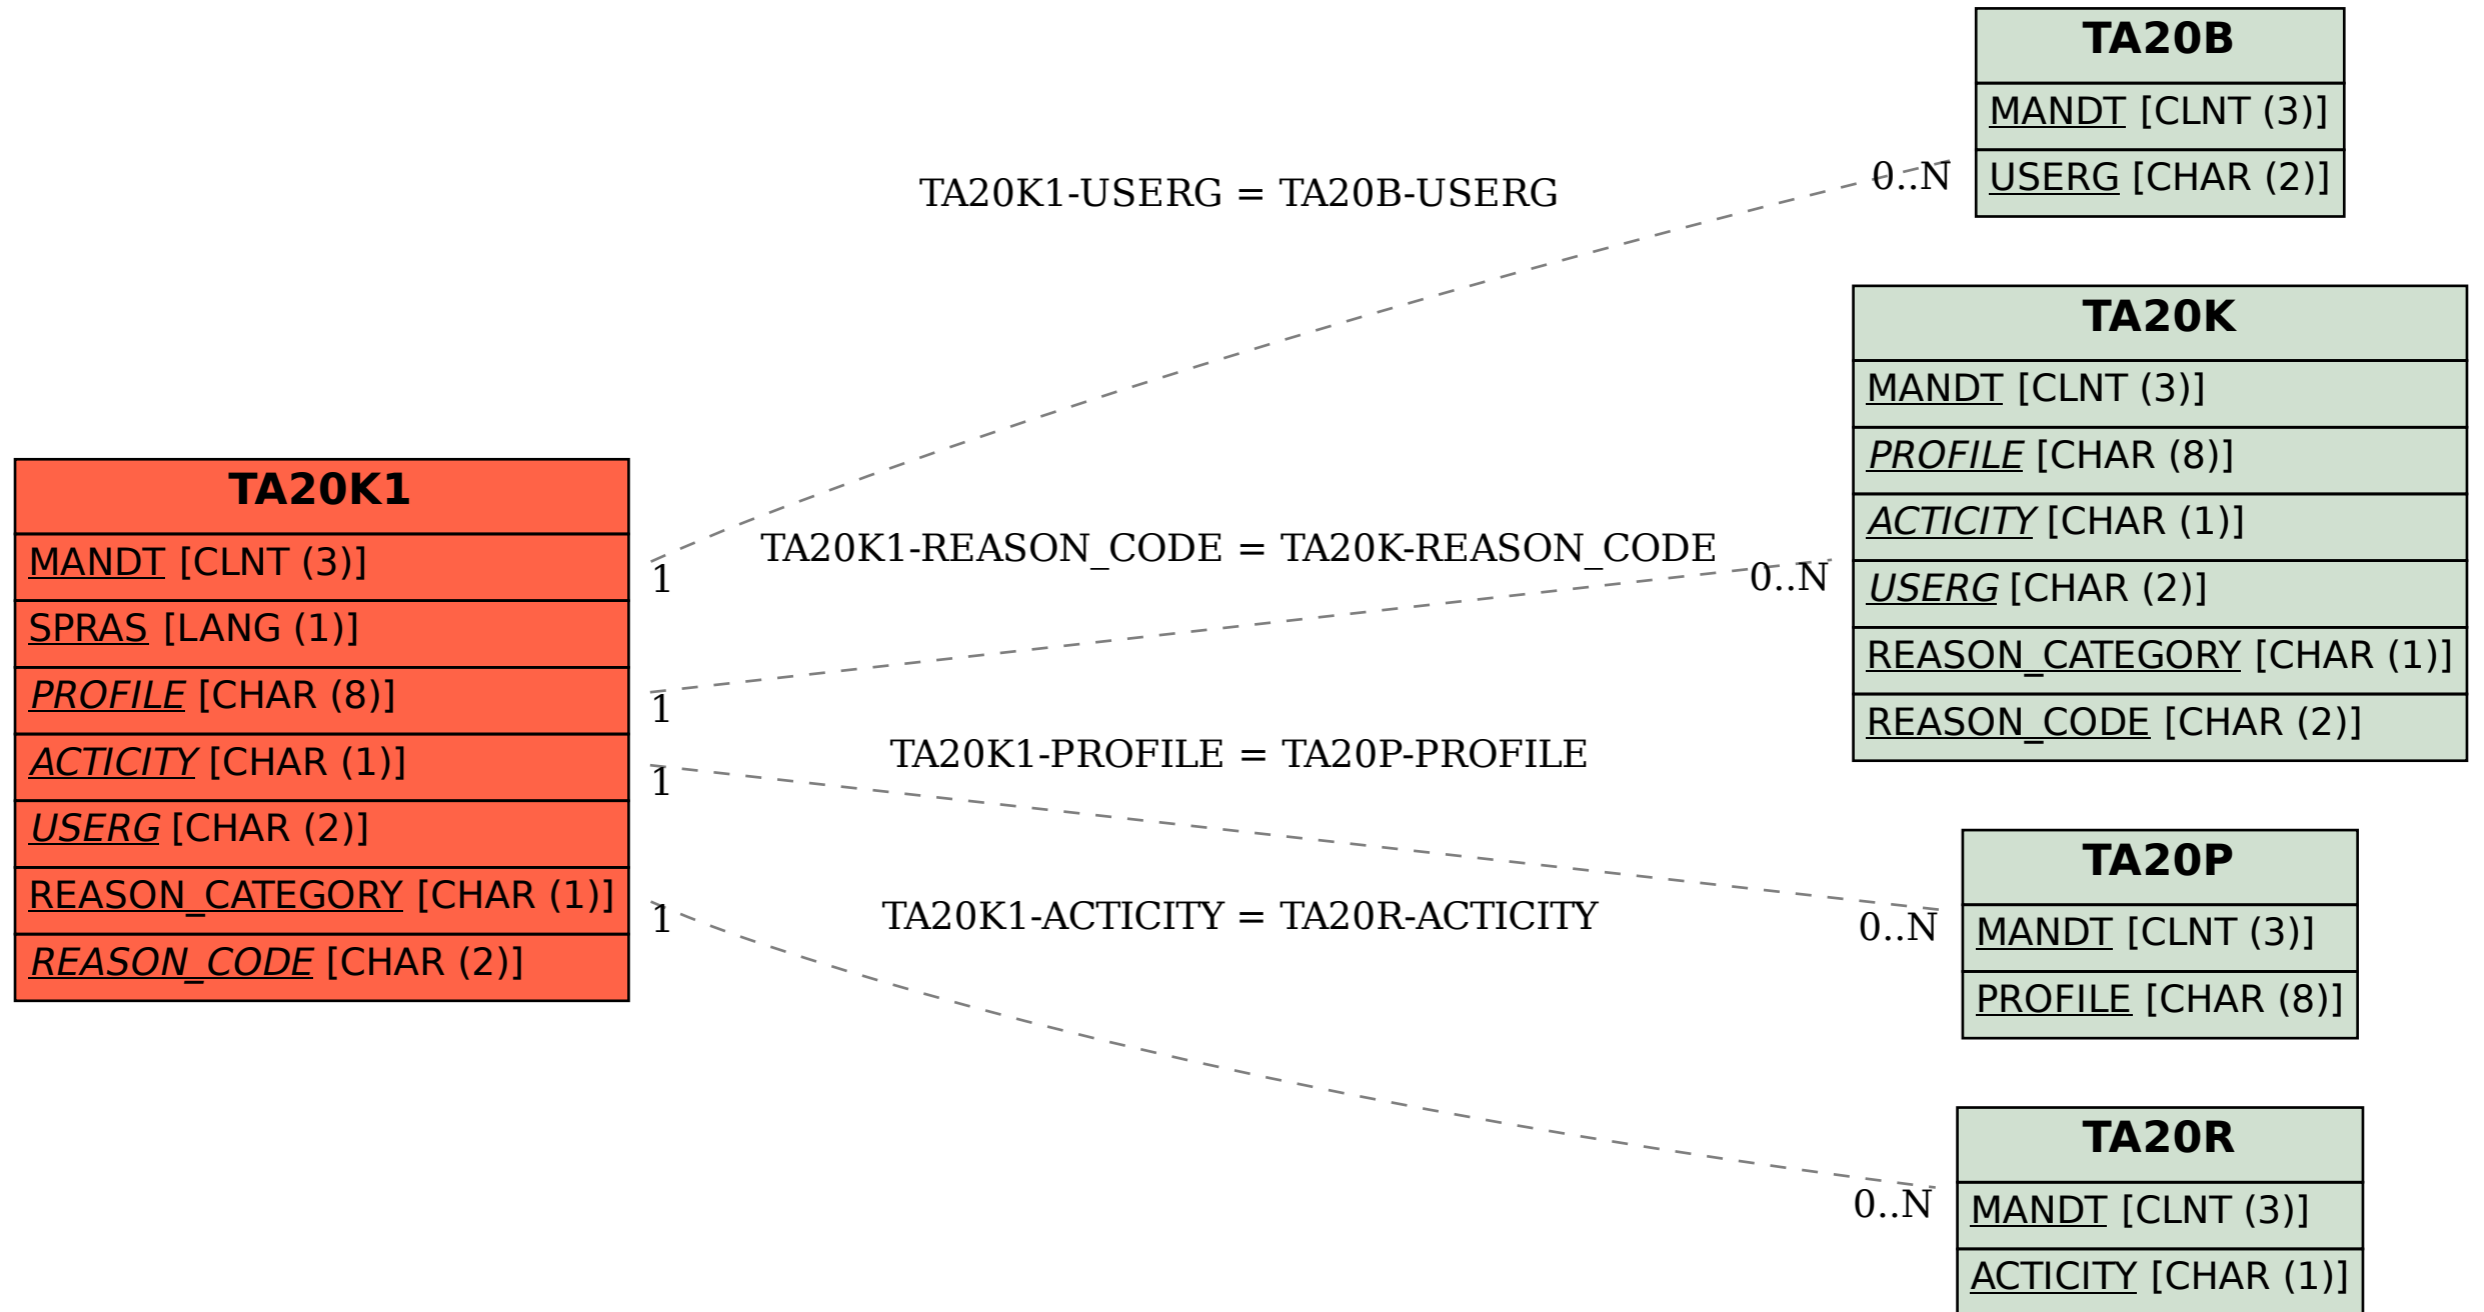 TA20K1
MANDT [CLNT (3)]
SPRAS [LANG (1)]
PROFILE [CHAR (8)]
ACTICITY [CHAR (1)]
USERG [CHAR (2)]
REASON_CATEGORY [CHAR (1)]
REASON_CODE [CHAR (2)]
TA20K1-USERG = TA20B-USERG
1
0..N
TA20K1-REASON_CODE = TA20K-REASON_CODE
1
0..N
TA20K1-PROFILE = TA20P-PROFILE
1
0..N
TA20K1-ACTICITY = TA20R-ACTICITY
1
0..N
TA20B
MANDT [CLNT (3)]
USERG [CHAR (2)]
TA20K
MANDT [CLNT (3)]
PROFILE [CHAR (8)]
ACTICITY [CHAR (1)]
USERG [CHAR (2)]
REASON_CATEGORY [CHAR (1)]
REASON_CODE [CHAR (2)]
TA20P
MANDT [CLNT (3)]
PROFILE [CHAR (8)]
TA20R
MANDT [CLNT (3)]
ACTICITY [CHAR (1)]